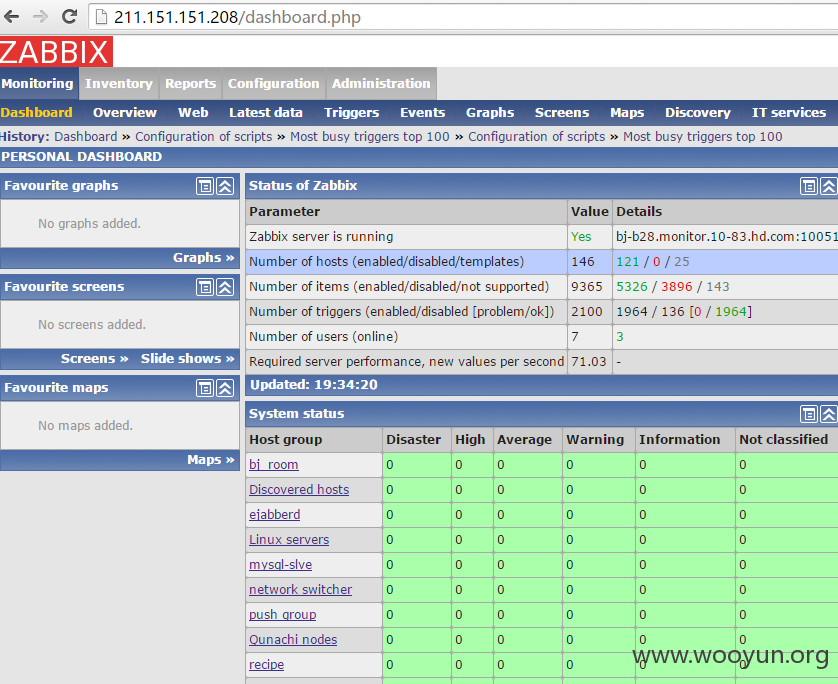 211.151.151.208/dashboard.php
ZABBIX
Monitoring Inventory Reports Configuration Administration
Dashboard Overview Web Latest data Triggers Events Graphs Screens Maps Discovery IT services
History: Dashboard » Configuration of scripts » Most busy triggers top 100 » Configuration of scripts » Most busy triggers top 100
PERSONAL DASHBOARD
Favourite graphs
No graphs added.
Graphs »
Favourite screens
No screens added.
Screens » Slide shows »
Favourite maps
No maps added.
Maps »
Status of Zabbix
Parameter Value Details
Zabbix server is running Yes bj-b28.monitor.10-83.hd.com:10051
Number of hosts (enabled/disabled/templates) 146 121 / 0 / 25
Number of items (enabled/disabled/not supported) 9365 5326 / 3896 / 143
Number of triggers (enabled/disabled [problem/ok]) 2100 1964 / 136 [0 / 1964]
Number of users (online) 7 3
Required server performance, new values per second 71.03 -
Updated: 19:34:20
System status
Host group Disaster High Average Warning Information Not classified
bj_room 0 0 0 0 0 0
Discovered hosts 0 0 0 0 0 0
ejabberd 0 0 0 0 0 0
Linux servers 0 0 0 0 0 0
mysql-slve 0 0 0 0 0 0
network switcher 0 0 0 0 0 0
push group 0 0 0 0 0 0
Qunachi nodes 0 0 0 0 0 0
recipe 0 0 0 0 0 0
www.wooyun.org